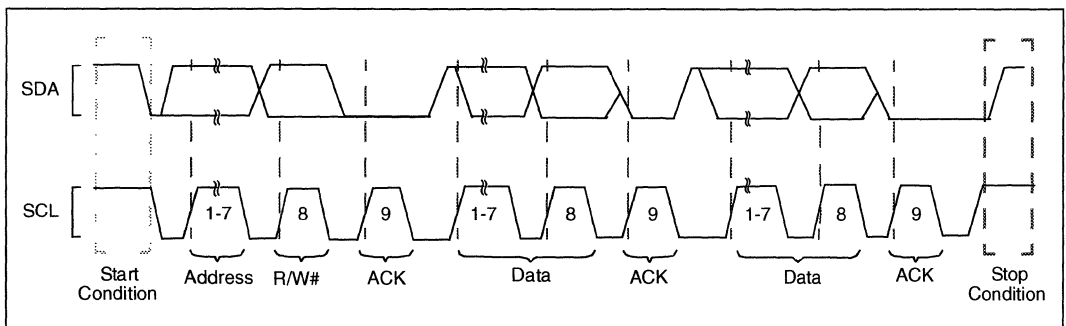 SDA
SCL
1-7 8 9 1-7 8 9 1-7 8 9
Start Condition
Address
R/W#
ACK
Data
ACK
Data
ACK
Stop Condition